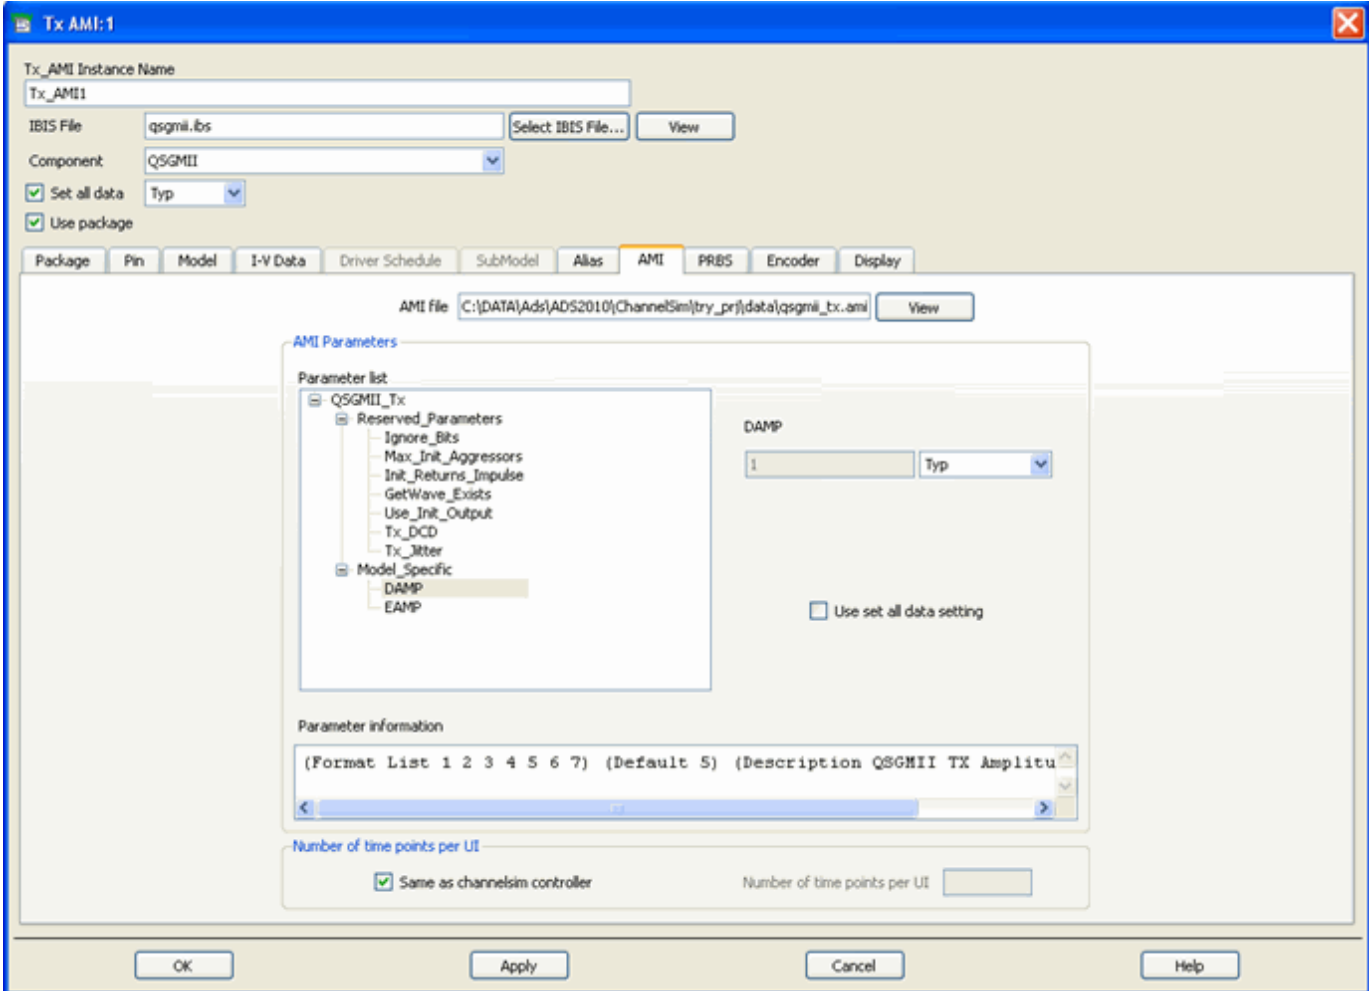 Tx AMI:1
Tx_AMI Instance Name
Tx_AMI1
IBIS File qsgmii.ibs Select IBIS File... View
Component QSGMII
Set all data Typ
Use package
Package Pin Model I-V Data Driver Schedule SubModel Alias AMI PRBS Encoder Display
AMI file C:\DATA\Ads\ADS2010\ChannelSim\try_prj\data\qsgmii_tx.ami View
AMI Parameters
Parameter list
QSGMII_Tx
Reserved_Parameters
Ignore_Bits
Max_Init_Aggressors
Init_Returns_Impulse
GetWave_Exists
Use_Init_Output
Tx_DCD
Tx_Jitter
Model_Specific
DAMP
EAMP
DAMP
1 Typ
Use set all data setting
Parameter information
(Format List 1 2 3 4 5 6 7) (Default 5) (Description QSGMII TX Amplitu
Number of time points per UI
Same as channelsim controller Number of time points per UI
OK Apply Cancel Help